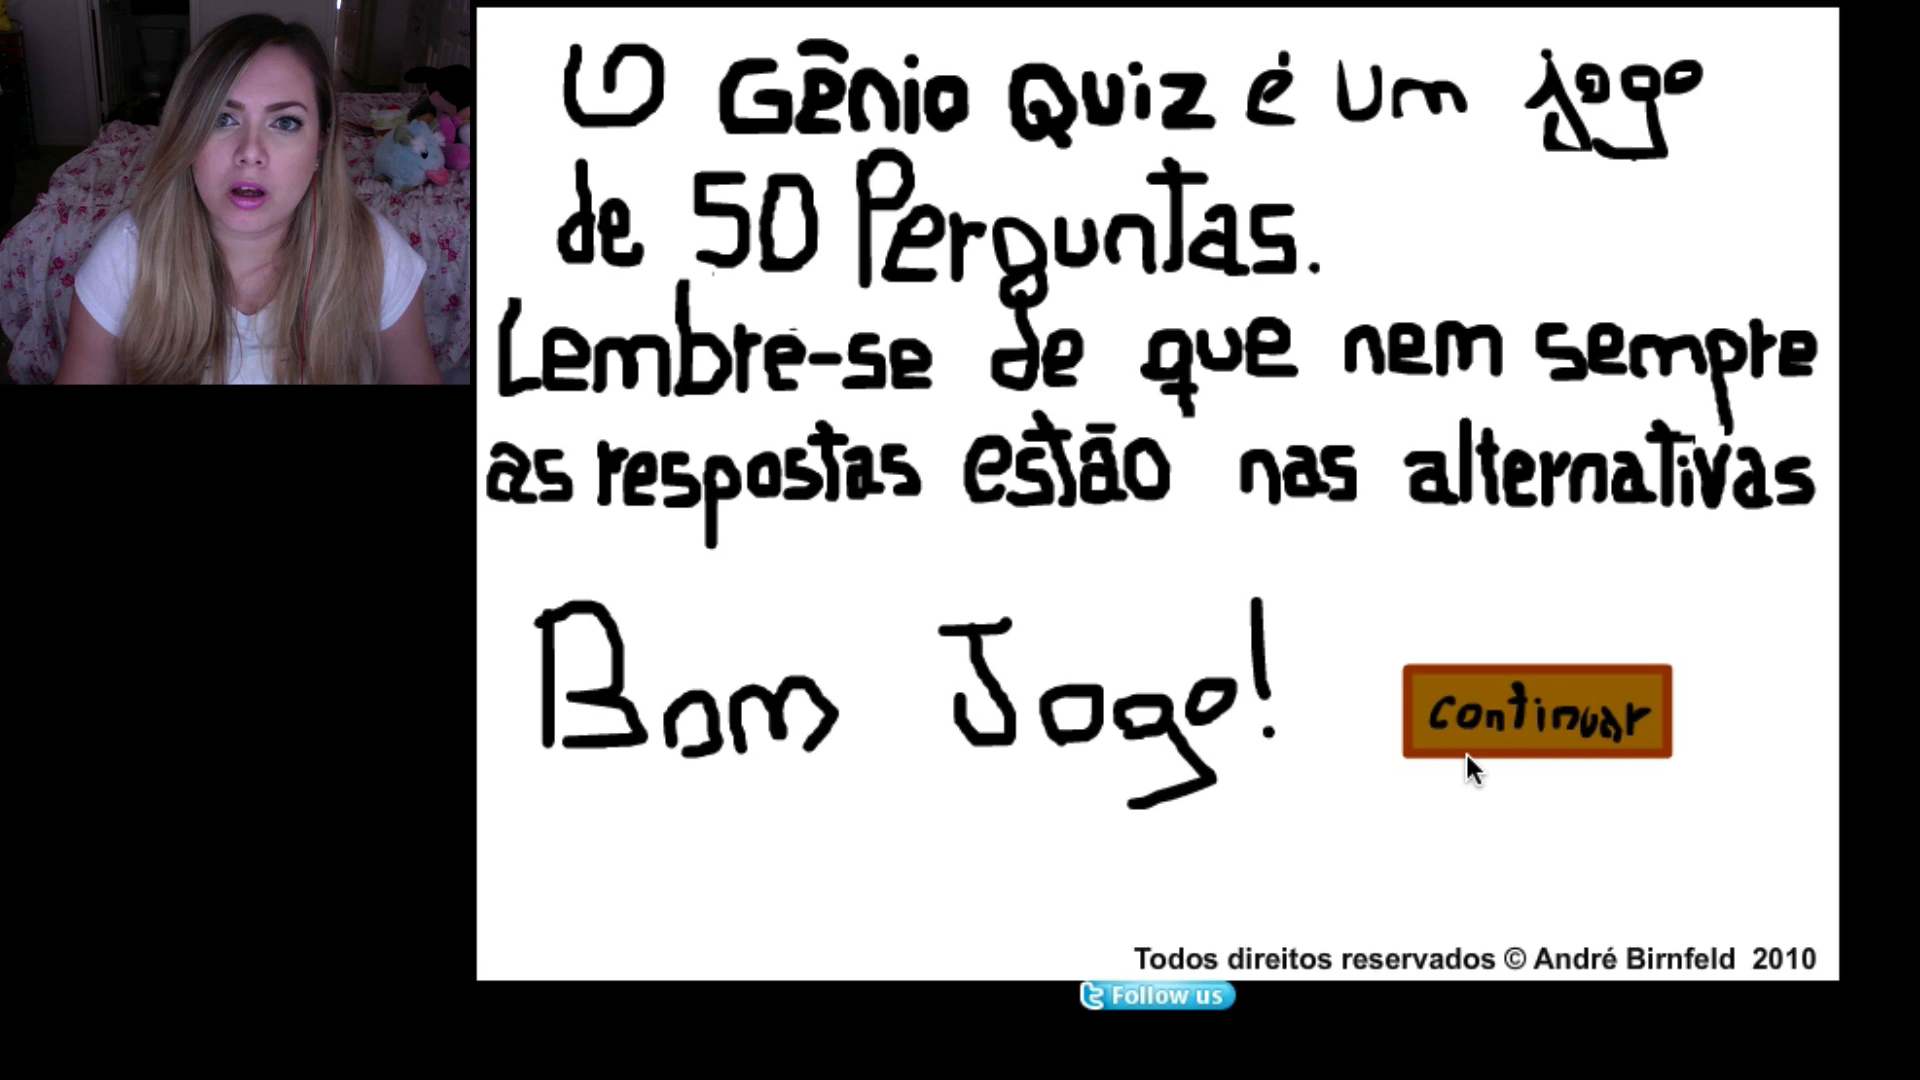 O Gênio Quiz é um jogo
de 50 Perguntas.
Lembre-se de que nem sempre
as respostas estão nas alternativas
Bom Jogo!
continuar
Todos direitos reservados © André Birnfeld 2010
Follow us